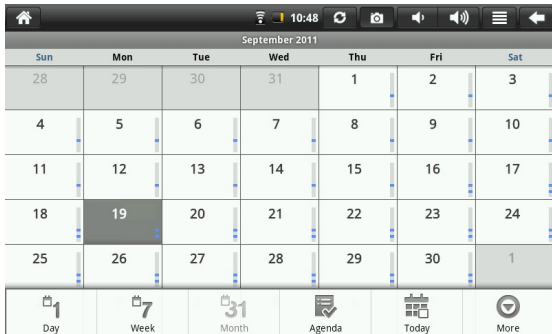 10:48
September 2011
Sun Mon Tue Wed Thu Fri Sat
28 29 30 31 1 2 3
4 5 6 7 8 9 10
11 12 13 14 15 16 17
18 19 20 21 22 23 24
25 26 27 28 29 30 1
1 7 31
Day Week Month Agenda Today More